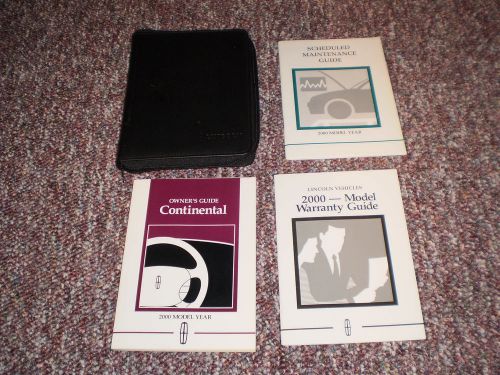 SCHEDULED
MAINTENANCE
GUIDE
2000 MODEL YEAR
OWNER'S GUIDE
Continental
2000 MODEL YEAR
LINCOLN VEHICLES
2000 Model
Warranty Guide